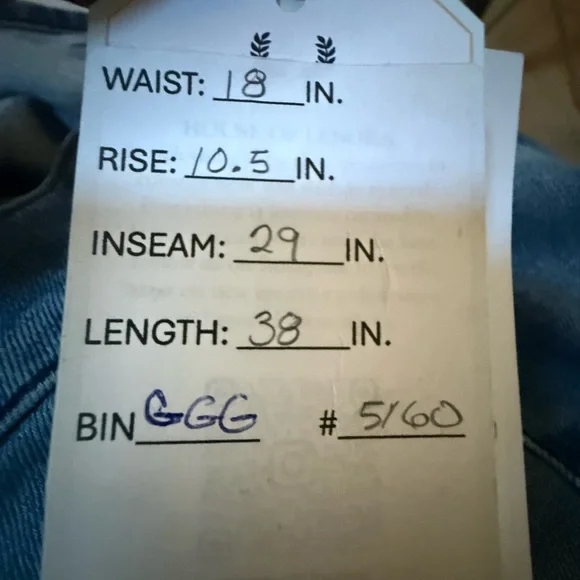 WAIST: 18 IN.
RISE: 10.5 IN.
INSEAM: 29 IN.
LENGTH: 38 IN.
BIN GGG # 5160